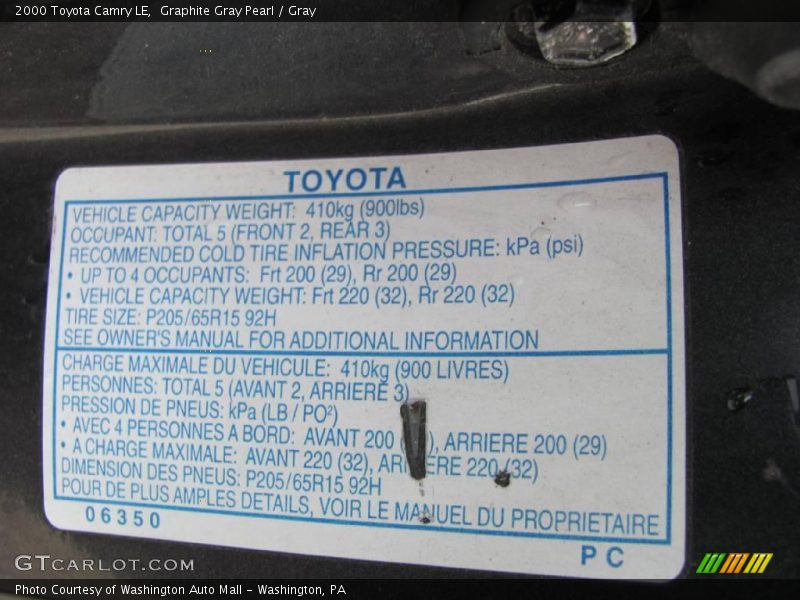 2000 Toyota Camry LE,  Graphite Gray Pearl / Gray
TOYOTA
VEHICLE CAPACITY WEIGHT: 410kg (900lbs)
OCCUPANT: TOTAL 5 (FRONT 2, REAR 3)
RECOMMENDED COLD TIRE INFLATION PRESSURE: kPa (psi)
• UP TO 4 OCCUPANTS: Frt 200 (29), Rr 200 (29)
• VEHICLE CAPACITY WEIGHT: Frt 220 (32), Rr 220 (32)
TIRE SIZE: P205/65R15 92H
SEE OWNER'S MANUAL FOR ADDITIONAL INFORMATION
CHARGE MAXIMALE DU VEHICULE: 410kg (900 LIVRES)
PERSONNES: TOTAL 5 (AVANT 2, ARRIERE 3)
PRESSION DE PNEUS: kPa (LB / PO²)
• AVEC 4 PERSONNES A BORD: AVANT 200 ), ARRIERE 200 (29)
• A CHARGE MAXIMALE: AVANT 220 (32), ARRIERE 220 (32)
DIMENSION DES PNEUS: P205/65R15 92H
POUR DE PLUS AMPLES DETAILS, VOIR LE MANUEL DU PROPRIETAIRE
06350
PC
GTCARLOT.COM
Photo Courtesy of Washington Auto Mall - Washington, PA